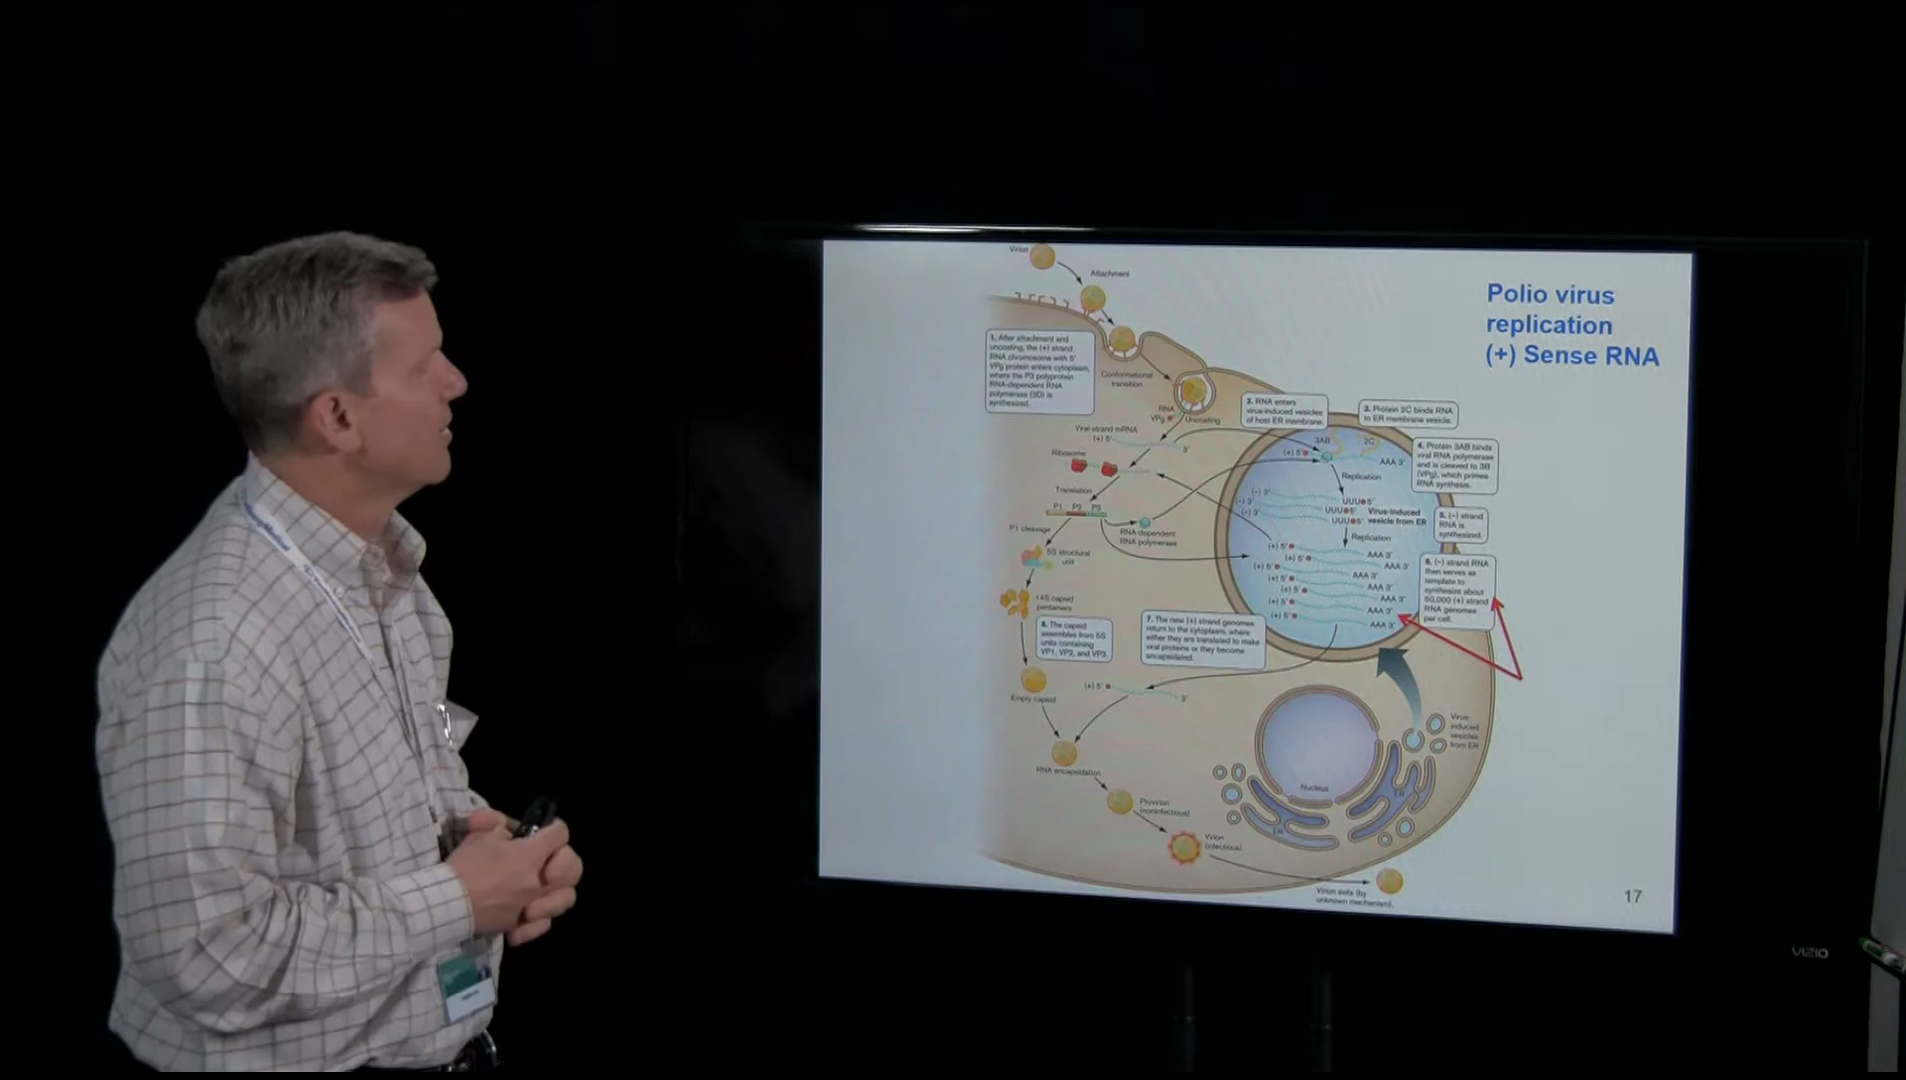 Polio virus
replication
(+) Sense RNA
Virion
Attachment
1. After attachment and
uncoating, the (+) strand
RNA chromosome with 5'
VPg protein enters cytoplasm,
where the P3 polyprotein
RNA-dependent RNA
polymerase (3D) is
synthesized.
Conformational
transition
RNA
VPg
Uncoating
Viral-strand mRNA
(+) 5'
3'
Ribosome
Translation
P1 P2 P3
P1 cleavage
RNA-dependent
RNA polymerase
5S structural
unit
14S capsid
pentamers
8. The capsid
assembles from 5S
units containing
VP1, VP2, and VP3.
Empty capsid
7. The new (+) strand genomes
return to the cytoplasm, where
either they are translated to make
viral proteins or they become
encapsidated.
(+) 5'
3'
RNA encapsidation
Provirion
(noninfectious)
Virion
(infectious)
Virion exits (by
unknown mechanism).
2. RNA enters
virus-induced vesicles
of host ER membrane.
3. Protein 2C binds RNA
to ER membrane vesicle.
4. Protein 3AB binds
viral RNA polymerase
and is cleaved to 3B
(VPg), which primes
RNA synthesis.
3AB
2C
(+) 5'
AAA 3'
Replication
(-) 3'
UUU 5'
(-) 3'
UUU 5'
(-) 3'
UUU 5'
Virus-induced
vesicle from ER
5. (-) strand
RNA is
synthesized.
Replication
(+) 5'
AAA 3'
(+) 5'
AAA 3'
(+) 5'
AAA 3'
(+) 5'
AAA 3'
(+) 5'
AAA 3'
(+) 5'
AAA 3'
(+) 5'
AAA 3'
6. (-) strand RNA
then serves as
template to
synthesize about
50,000 (+) strand
RNA genomes
per cell.
Virus-
induced
vesicles
from ER
Nucleus
ER
ER
17
VIZIO